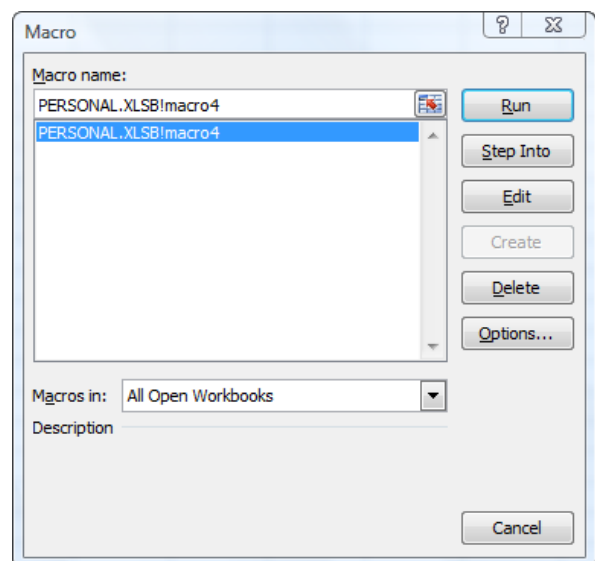 Macro
Macro name:
PERSONAL.XLSB!macro4
PERSONAL.XLSB!macro4
Run
Step Into
Edit
Create
Delete
Options...
Macros in: All Open Workbooks
Description
Cancel